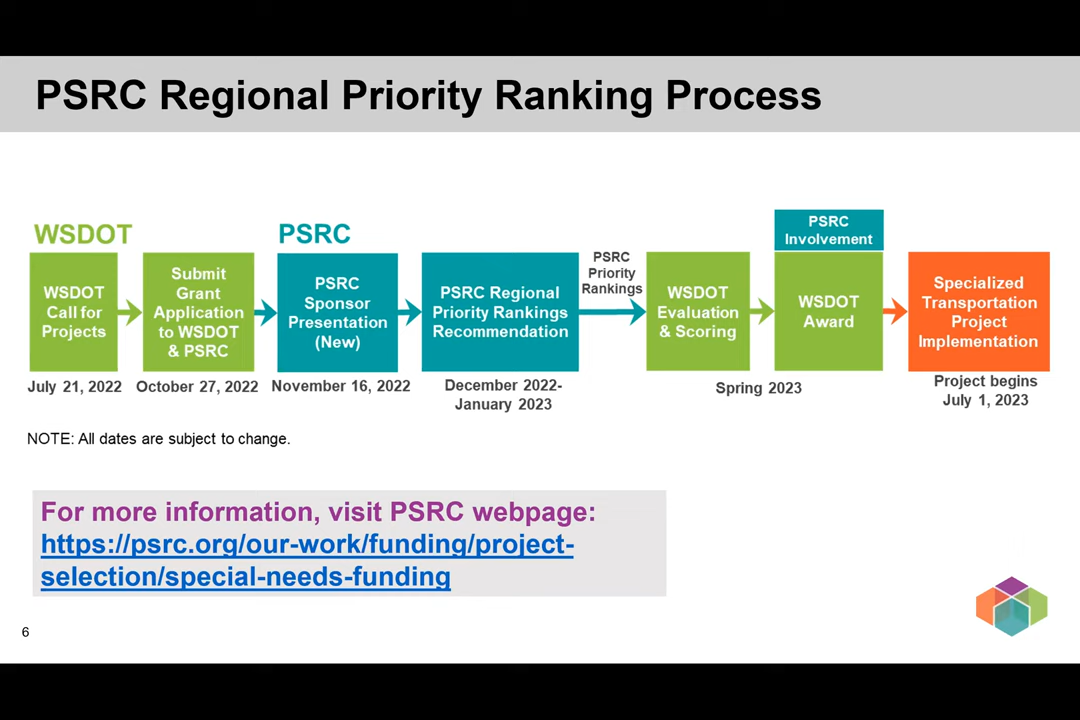 PSRC Regional Priority Ranking Process
WSDOT
PSRC
WSDOT
Call for
Projects
Submit
Grant
Application
to WSDOT
& PSRC
PSRC
Sponsor
Presentation
(New)
PSRC Regional
Priority Rankings
Recommendation
PSRC
Priority
Rankings
WSDOT
Evaluation
& Scoring
PSRC
Involvement
WSDOT
Award
Specialized
Transportation
Project
Implementation
July 21, 2022
October 27, 2022
November 16, 2022
December 2022-
January 2023
Spring 2023
Project begins
July 1, 2023
NOTE: All dates are subject to change.
For more information, visit PSRC webpage:
https://psrc.org/our-work/funding/project-
selection/special-needs-funding
6